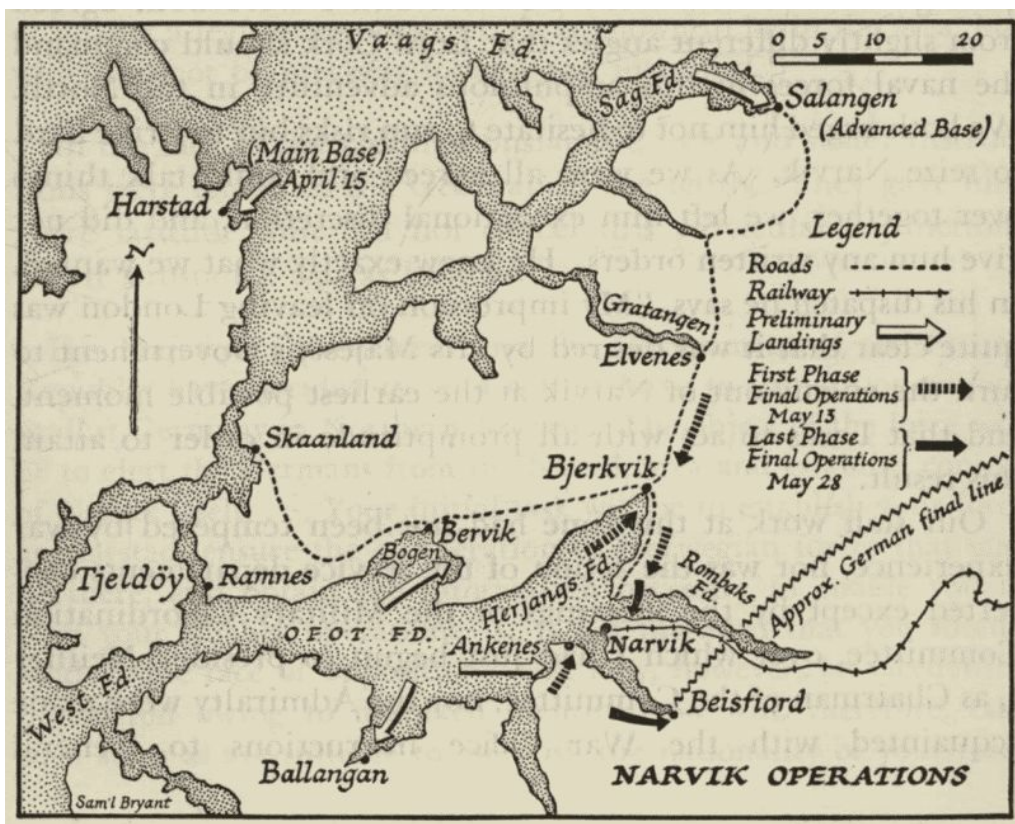 Vaags Fd.
0 5 10 20
Sag Fd.
Salangen
(Advanced Base)
(Main Base)
April 15
Harstad
N
Legend
Roads
Railway
Preliminary
Landings
First Phase
Final Operations
May 13
Last Phase
Final Operations
May 28
Gratangen
Elvenes
Skaanland
Bjerkvik
Bervik
Bogen
Tjeldöy
Ramnes
Herjangs Fd.
Rombaks
Fd.
Approx. German final line
OFOT FD.
Ankenes
Narvik
West Fd
Beisfiord
Ballangan
NARVIK OPERATIONS
Sam'l Bryant